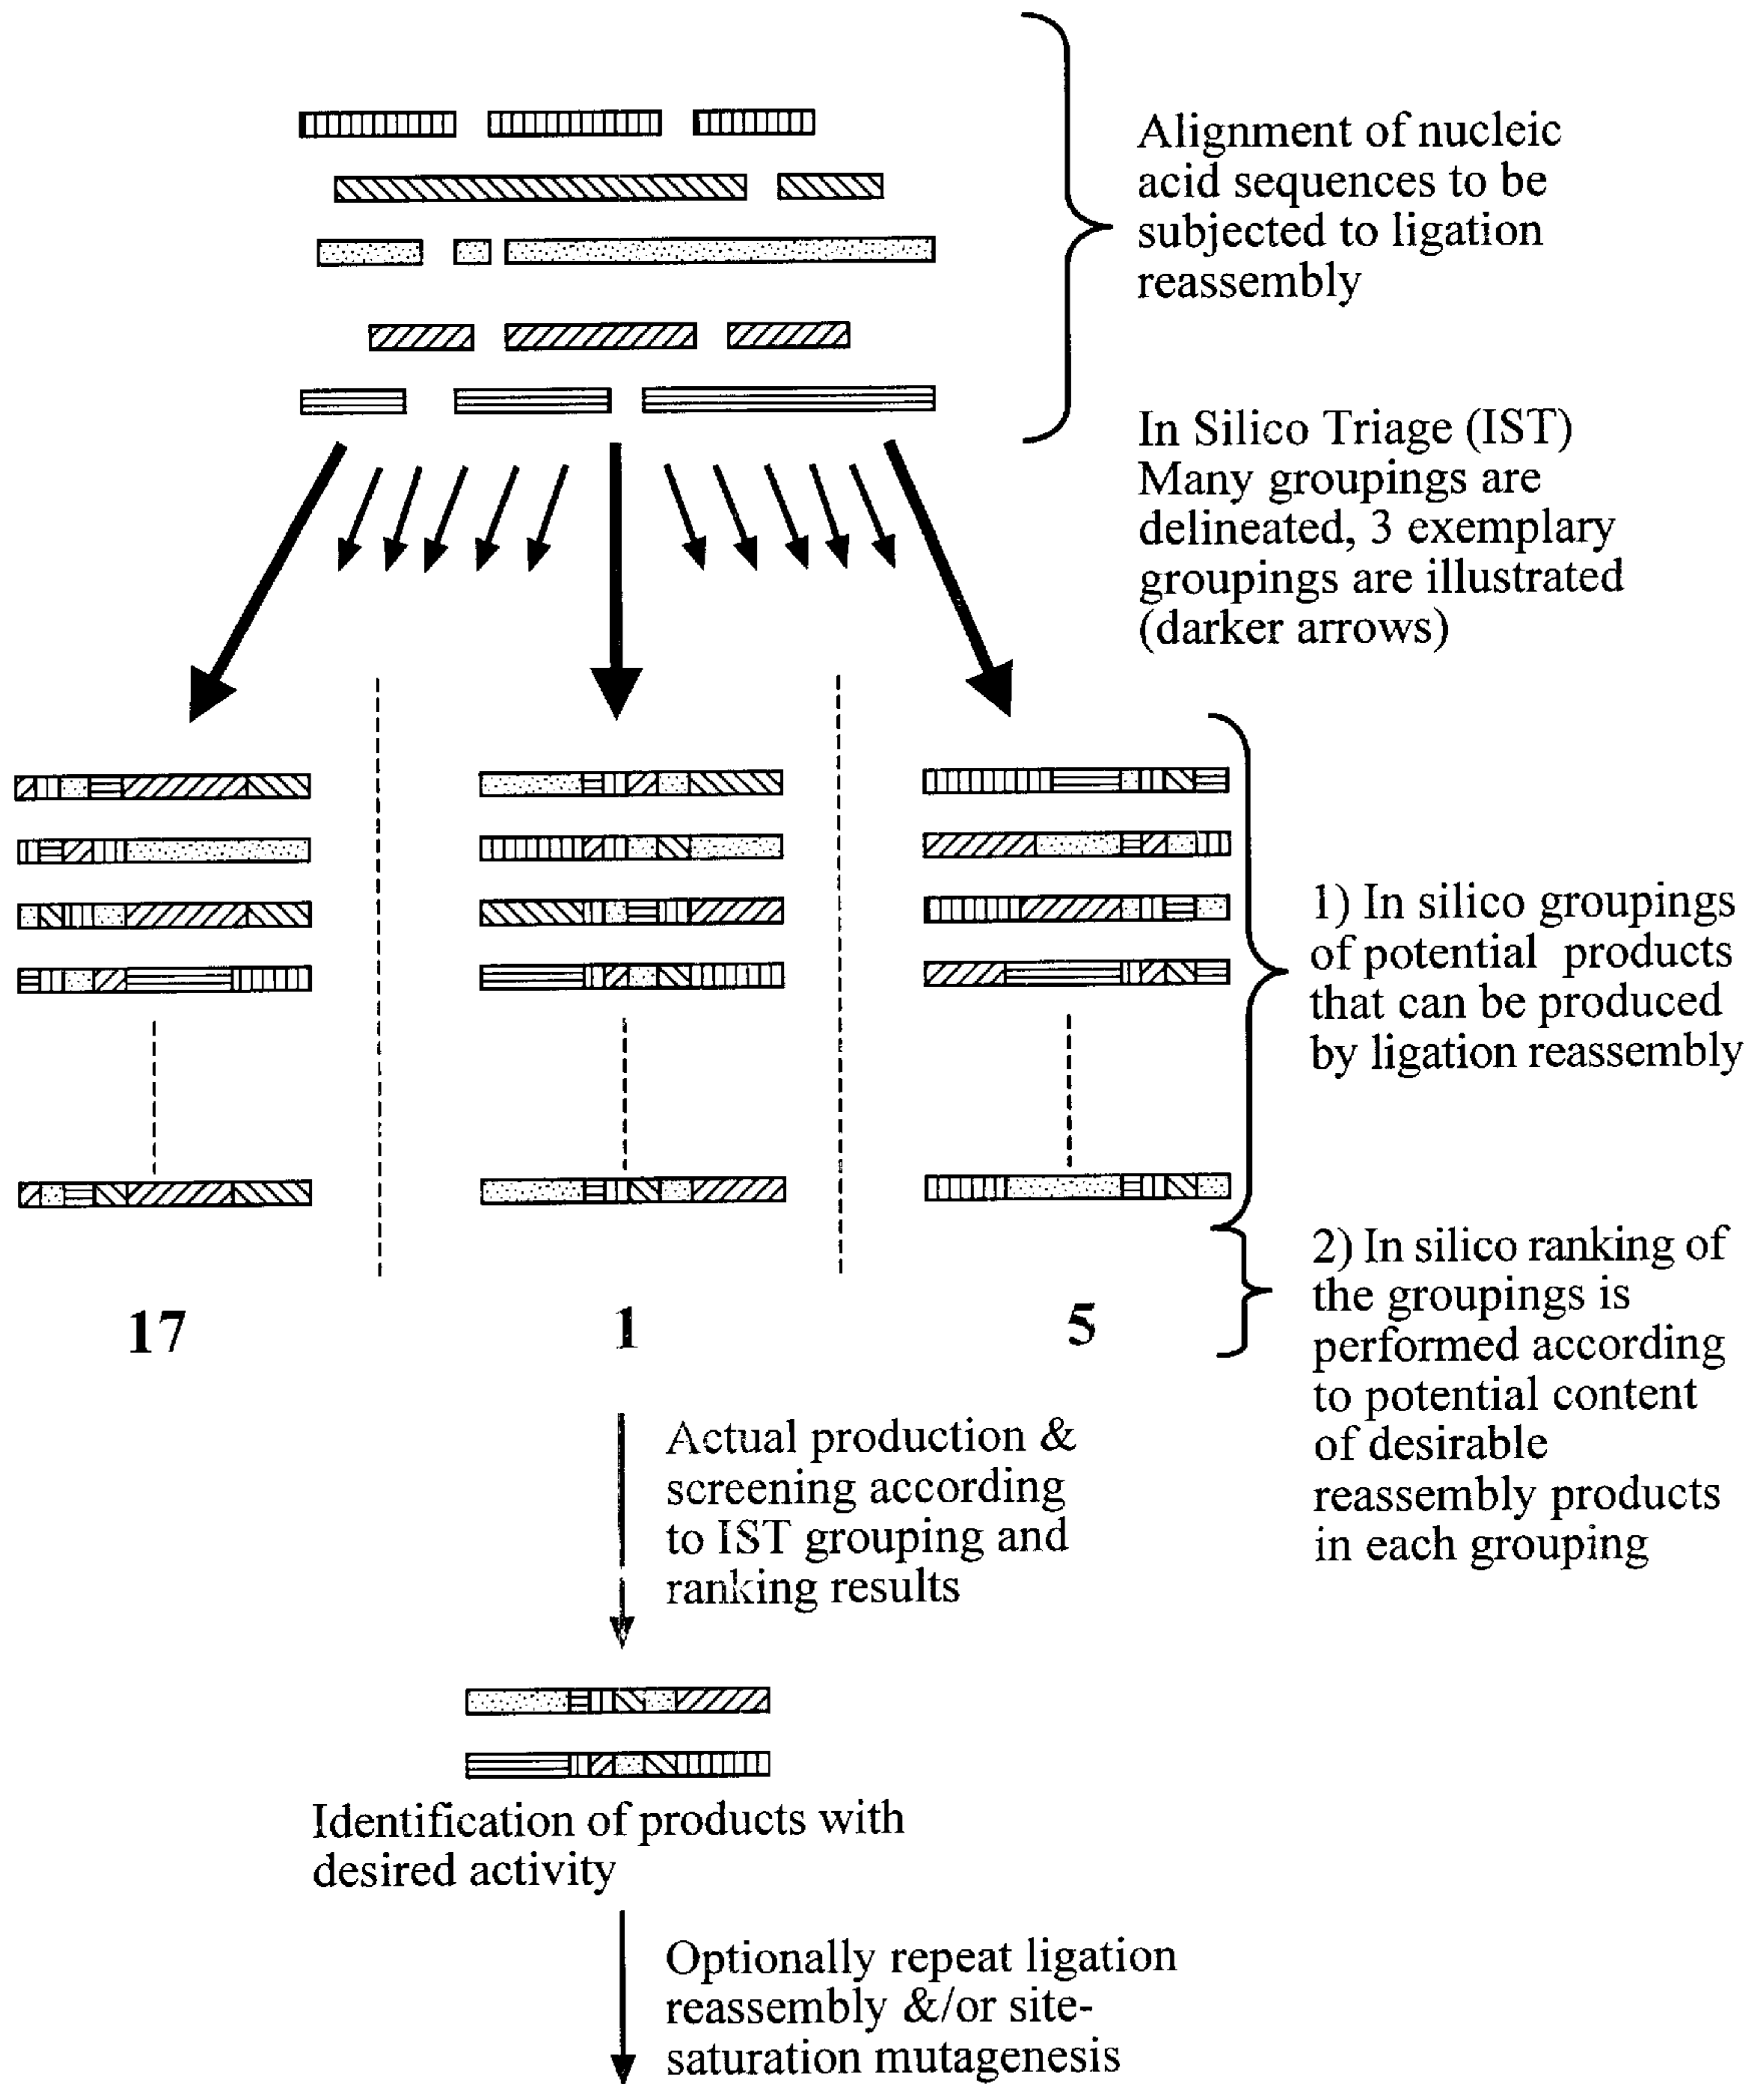 Alignment of nucleic
acid sequences to be
subjected to ligation
reassembly
In Silico Triage (IST)
Many groupings are
delineated, 3 exemplary
groupings are illustrated
(darker arrows)
1) In silico groupings
of potential products
that can be produced
by ligation reassembly
2) In silico ranking of
the groupings is
performed according
to potential content
of desirable
reassembly products
in each grouping
17 1 5
Actual production &
screening according
to IST grouping and
ranking results
Identification of products with
desired activity
Optionally repeat ligation
reassembly &/or site-
saturation mutagenesis